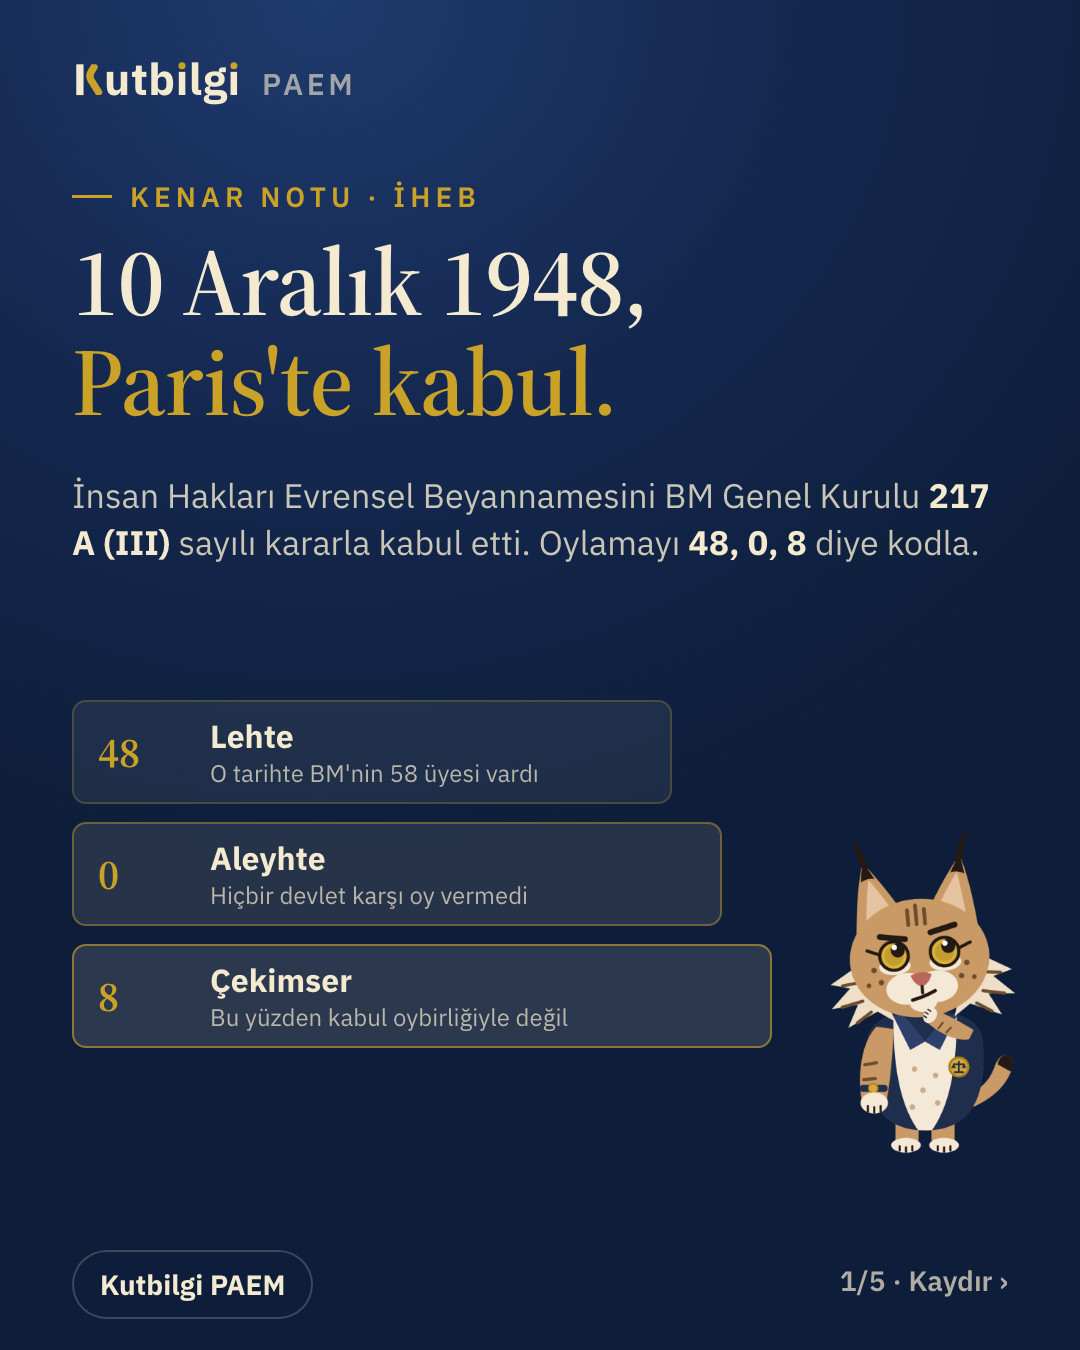 Kutbilgi PAEM
KENAR NOTU · İHEB
10 Aralık 1948,
Paris'te kabul.
İnsan Hakları Evrensel Beyannamesini BM Genel Kurulu 217
A (III) sayılı kararla kabul etti. Oylamayı 48, 0, 8 diye kodla.
48
Lehte
O tarihte BM'nin 58 üyesi vardı
0
Aleyhte
Hiçbir devlet karşı oy vermedi
8
Çekimser
Bu yüzden kabul oybirliğiyle değil
Kutbilgi PAEM
1/5 · Kaydır ›